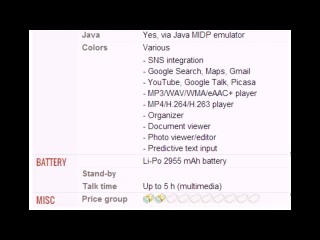 Java Yes, via Java MIDP emulator
Colors Various
- SNS integration
- Google Search, Maps, Gmail
- YouTube, Google Talk, Picasa
- MP3/WAV/WMA/eAAC+ player
- MP4/H.264/H.263 player
- Organizer
- Document viewer
- Photo viewer/editor
- Predictive text input
BATTERY Li-Po 2955 mAh battery
Stand-by
Talk time Up to 5 h (multimedia)
MISC Price group